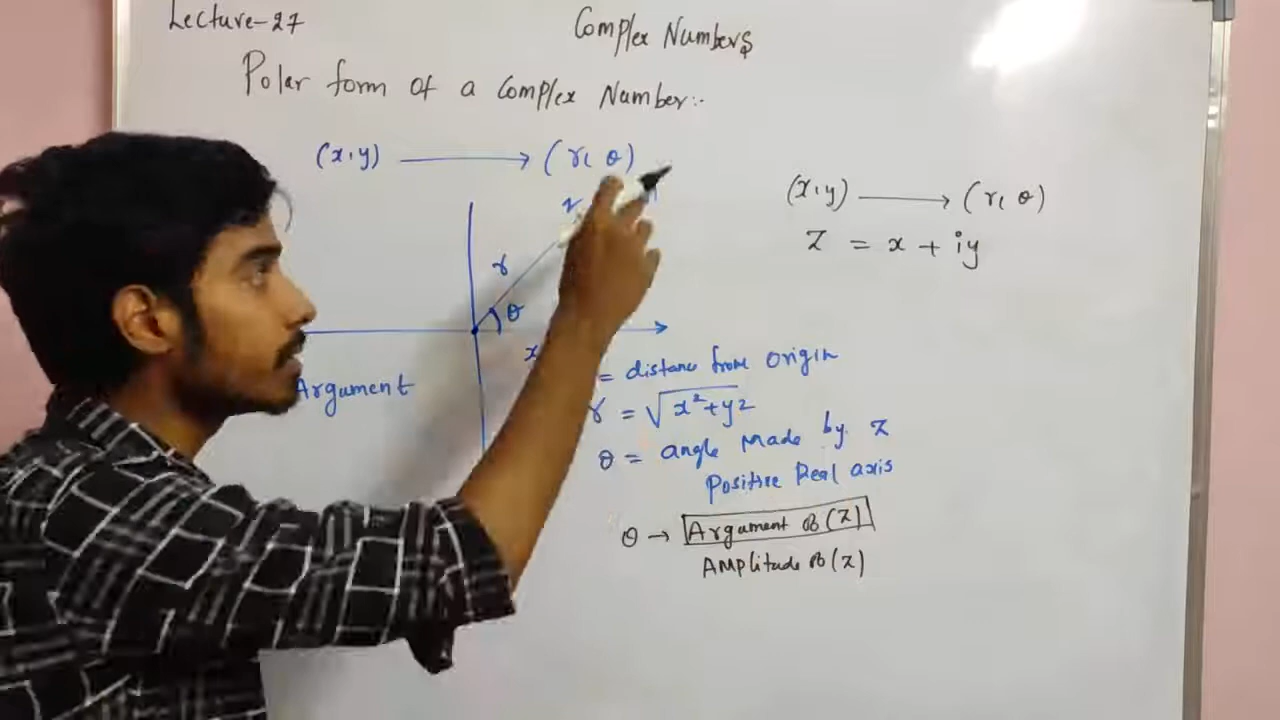 Lecture-27
Complex Numbers
Polar form of a Complex Number:-
(x,y) → (r, θ)
(x,y) → (r, θ)
Z = x + iy
r
θ
x
Argument
= distance from origin
r = √x²+y2
θ = angle Made by Z
Positive Real axis
θ → Argument of (Z)
Amplitude of (Z)